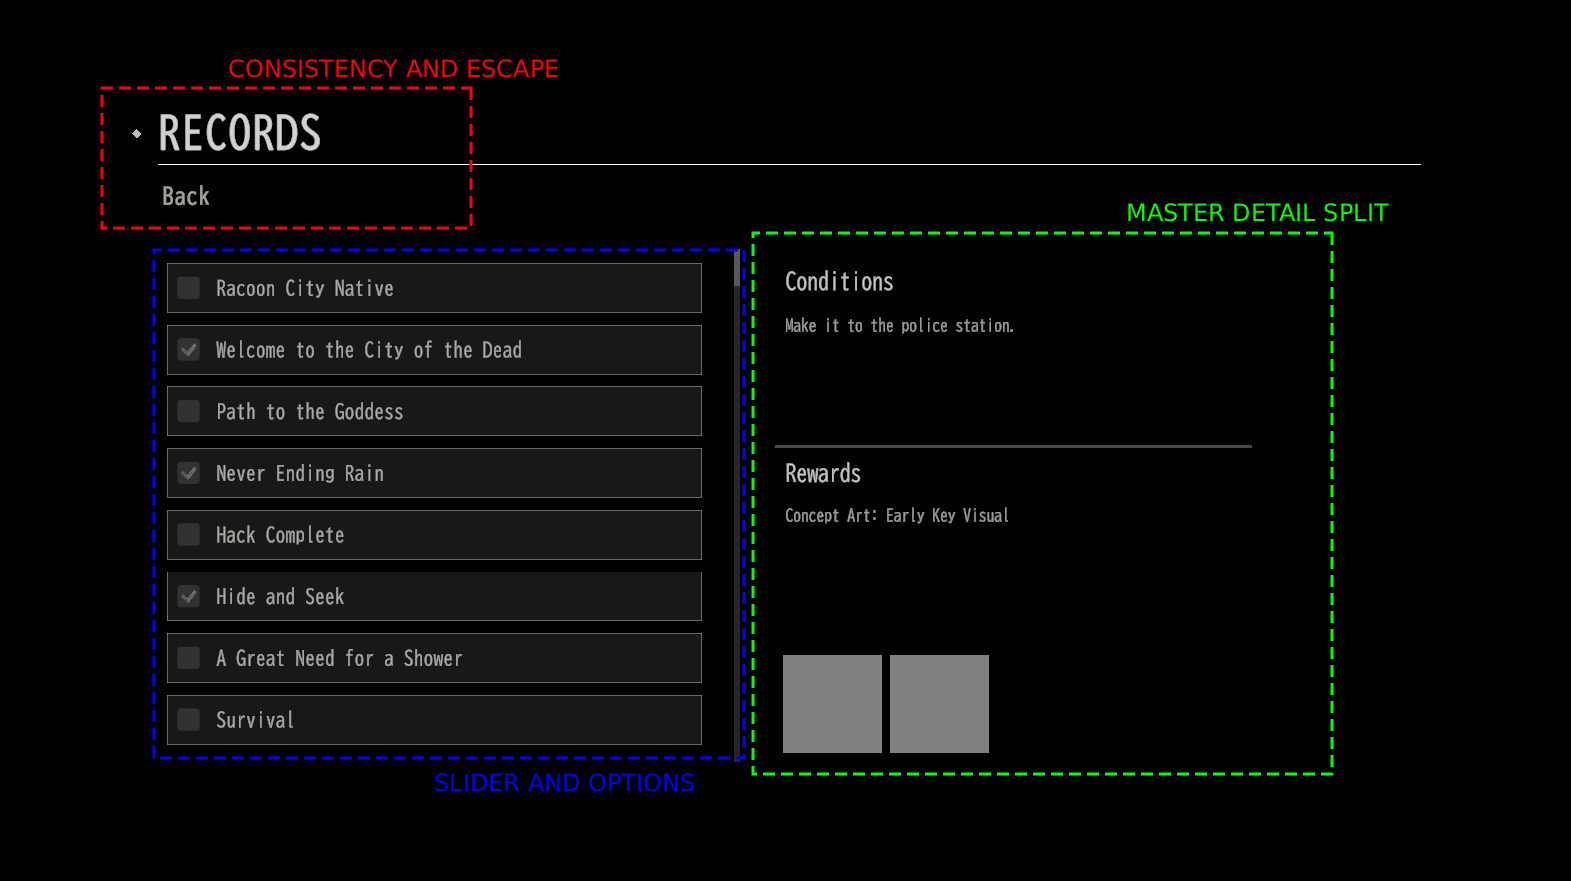 CONSISTENCY AND ESCAPE
RECORDS
Back
MASTER DETAIL SPLIT
Racoon City Native
Welcome to the City of the Dead
Path to the Goddess
Never Ending Rain
Hack Complete
Hide and Seek
A Great Need for a Shower
Survival
SLIDER AND OPTIONS
Conditions
Make it to the police station.
Rewards
Concept Art: Early Key Visual